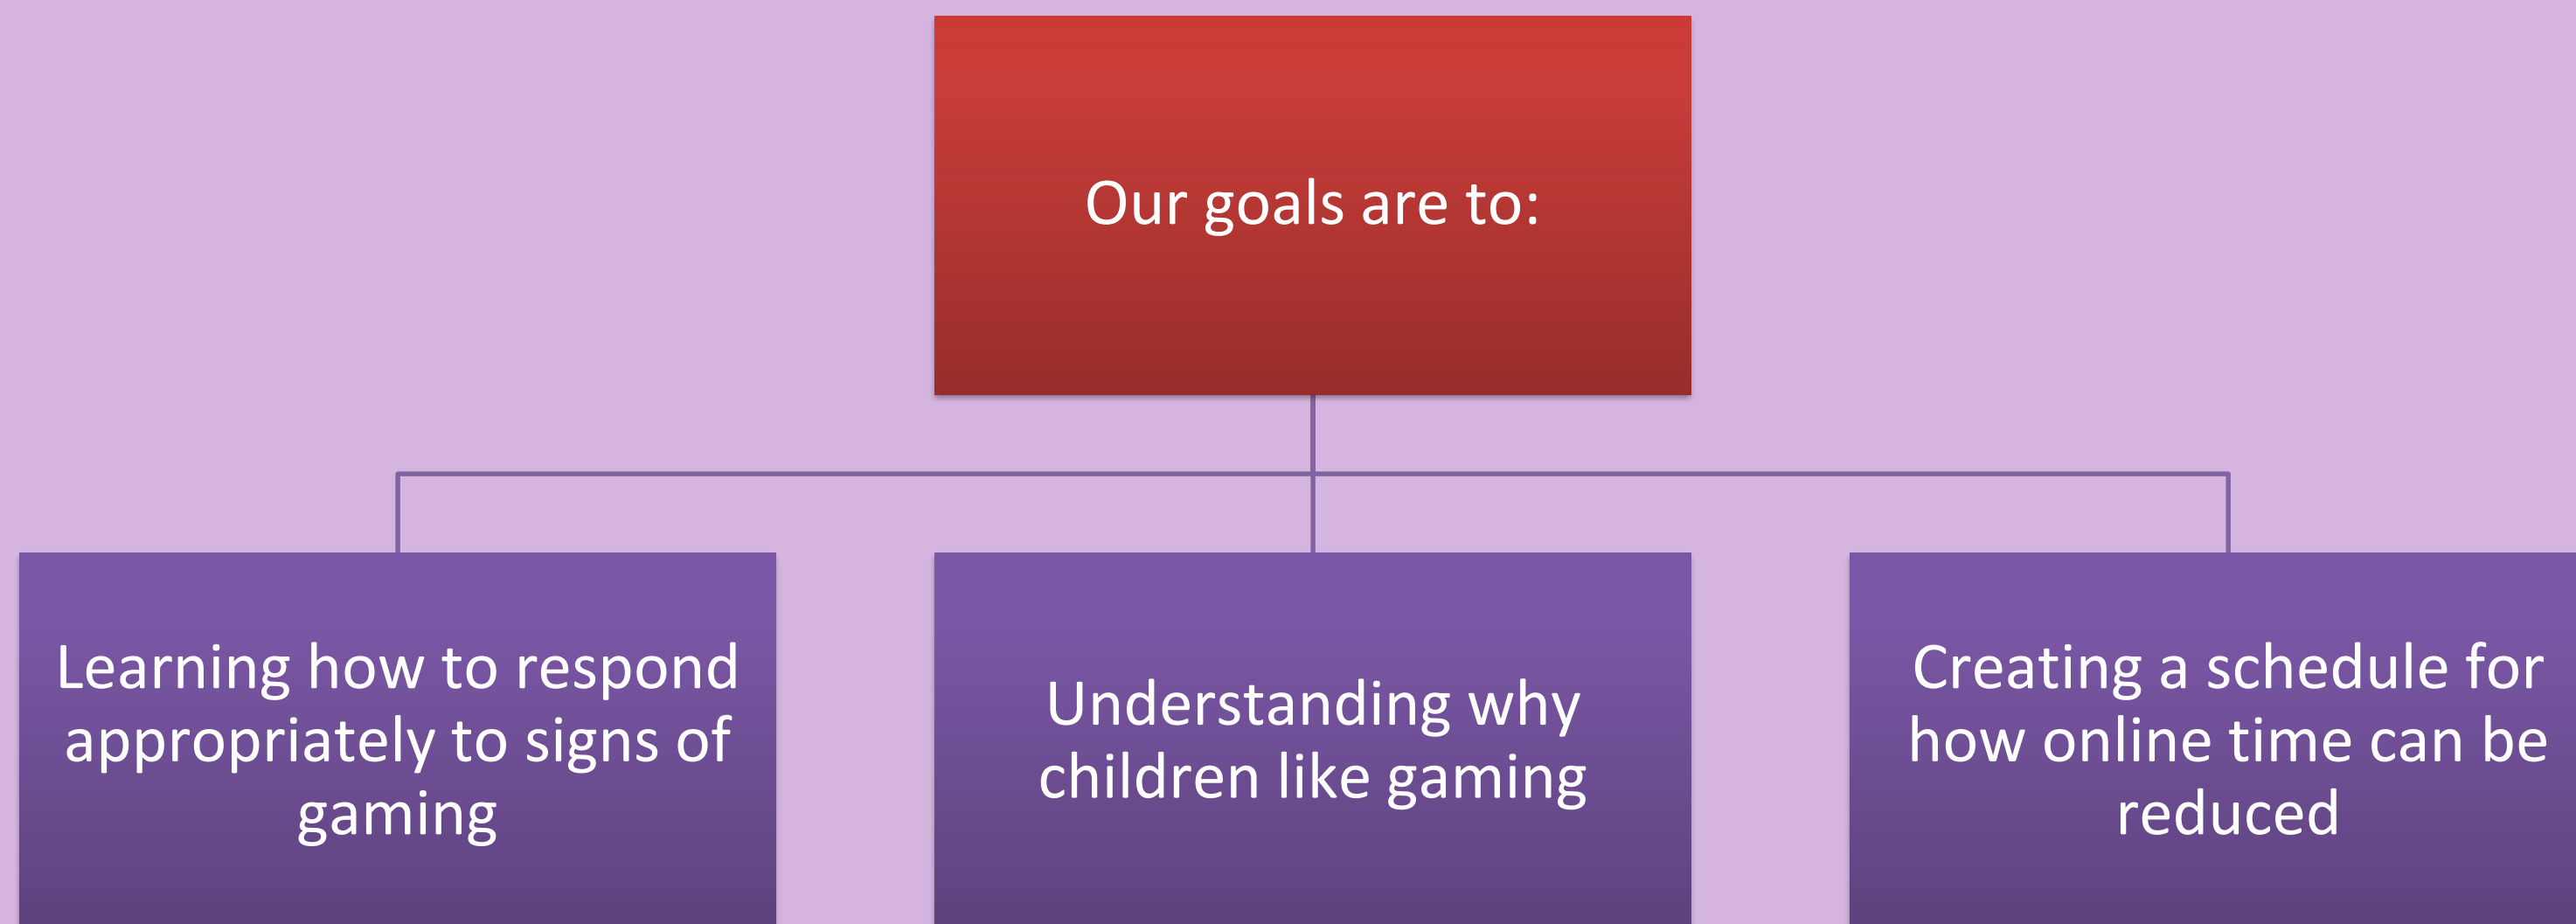 Our goals are to:
Learning how to respond
appropriately to signs of
gaming
Understanding why
children like gaming
Creating a schedule for
how online time can be
reduced